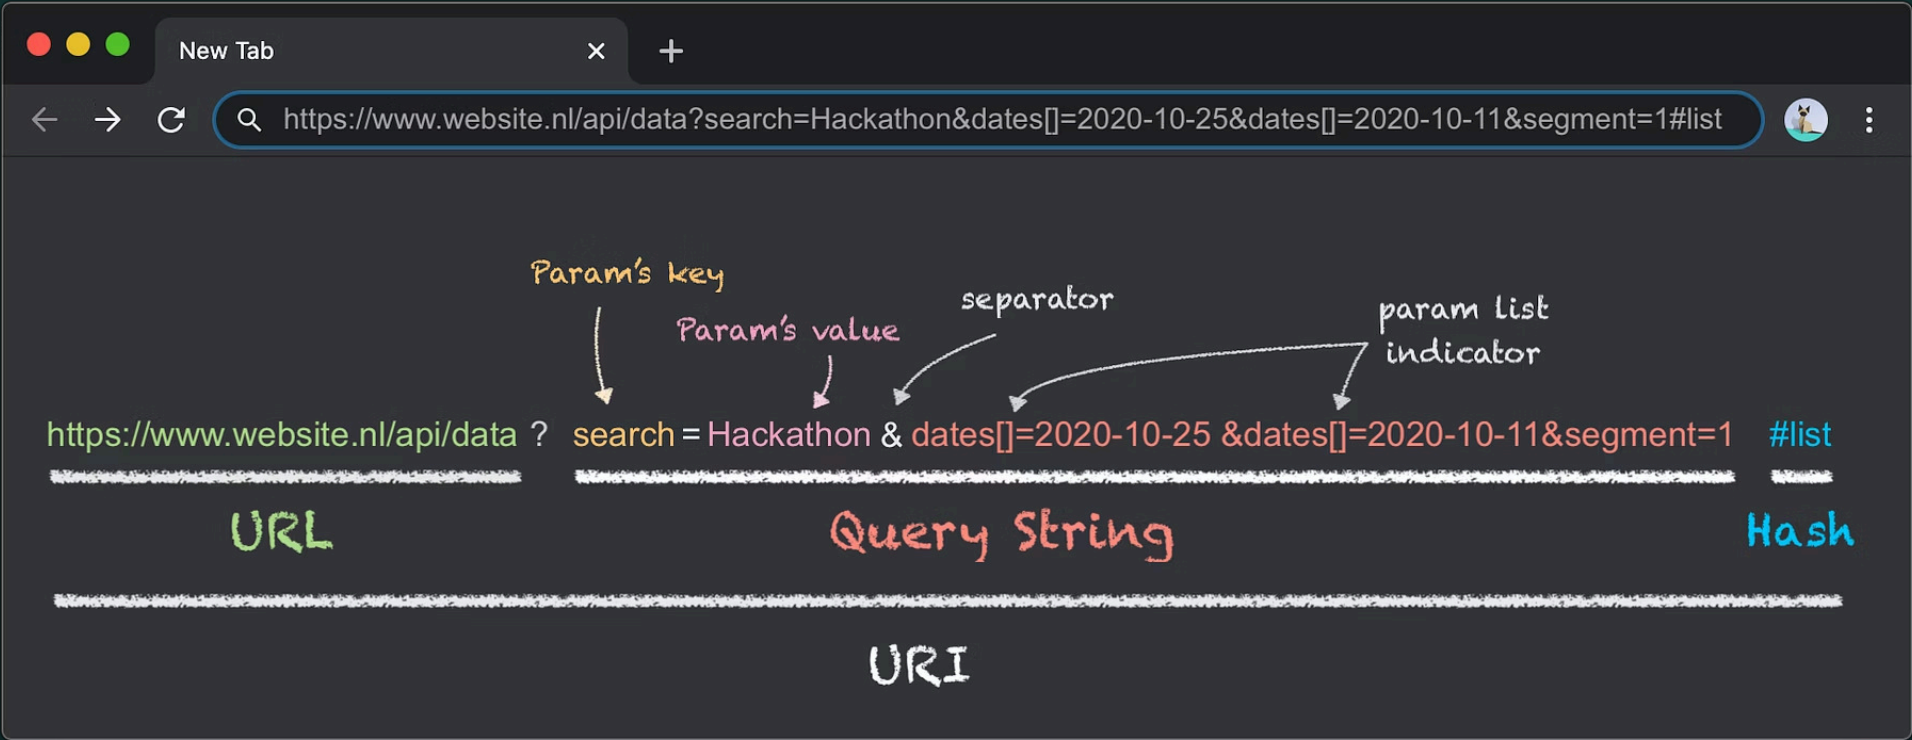 New Tab
https://www.website.nl/api/data?search=Hackathon&dates[]=2020-10-25&dates[]=2020-10-11&segment=1#list
Param's key
separator
param list
indicator
Param's value
https://www.website.nl/api/data ? search = Hackathon & dates[]=2020-10-25 &dates[]=2020-10-11&segment=1 #list
URL Query String Hash
URI